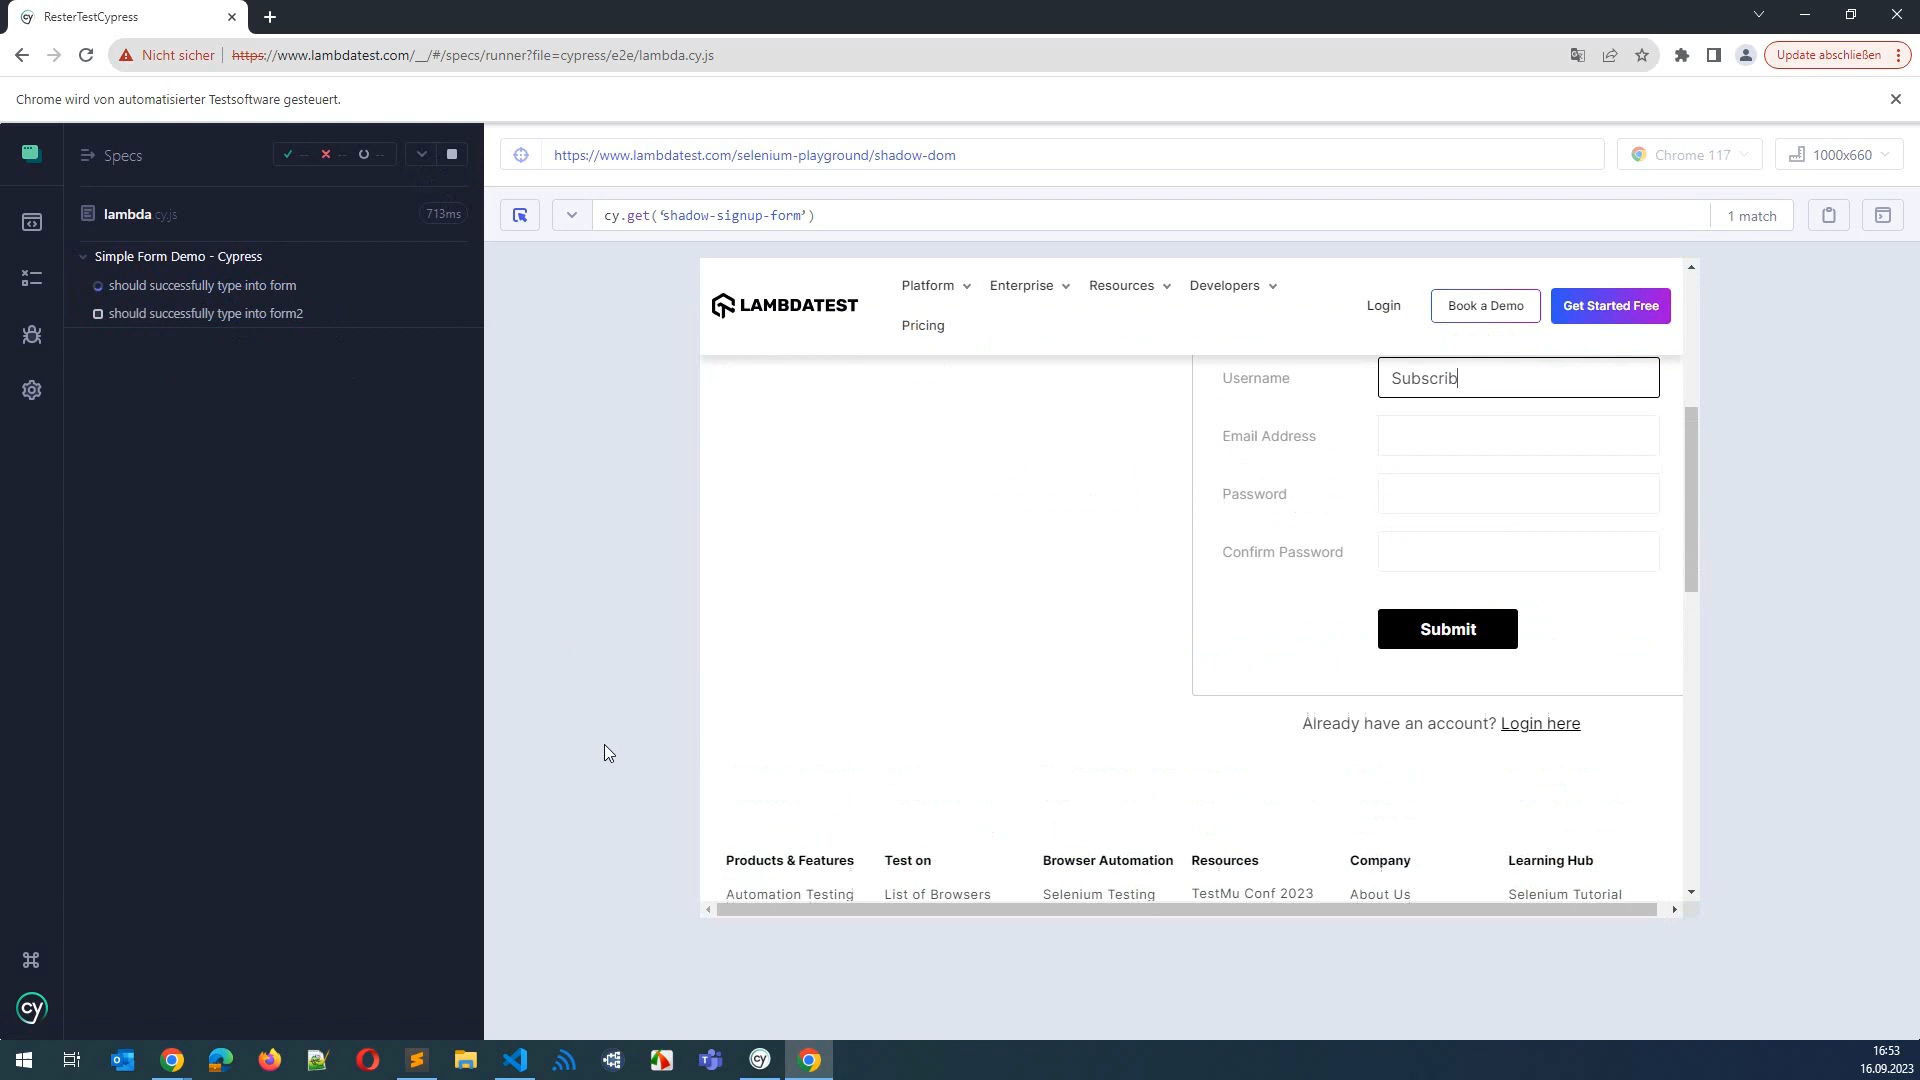 ResterTestCypress
Nicht sicher
https://www.lambdatest.com/__/#/specs/runner?file=cypress/e2e/lambda.cy.js
Update abschließen
Chrome wird von automatisierter Testsoftware gesteuert.
Specs
-- -- --
https://www.lambdatest.com/selenium-playground/shadow-dom
Chrome 117
1000x660
lambda cy.js
713ms
cy.get(‘shadow-signup-form’)
1 match
Simple Form Demo - Cypress
should successfully type into form
should successfully type into form2
LAMBDATEST
Platform
Enterprise
Resources
Developers
Pricing
Login
Book a Demo
Get Started Free
Username
Subscrib
Email Address
Password
Confirm Password
Submit
Already have an account? Login here
Products & Features
Test on
Browser Automation
Resources
Company
Learning Hub
Automation Testing
List of Browsers
Selenium Testing
TestMu Conf 2023
About Us
Selenium Tutorial
cy
16:53
16.09.2023